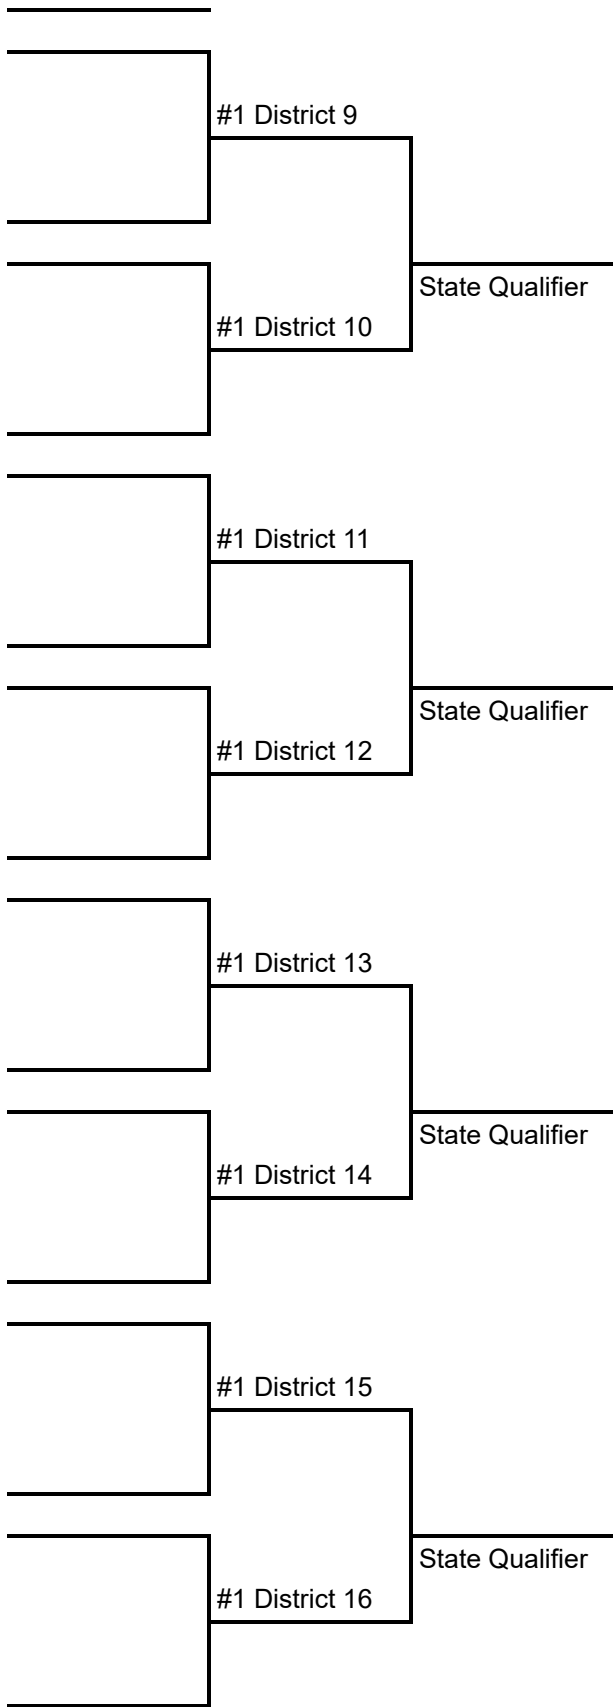 #1 District 9
State Qualifier
#1 District 10
#1 District 11
State Qualifier
#1 District 12
#1 District 13
State Qualifier
#1 District 14
#1 District 15
State Qualifier
#1 District 16